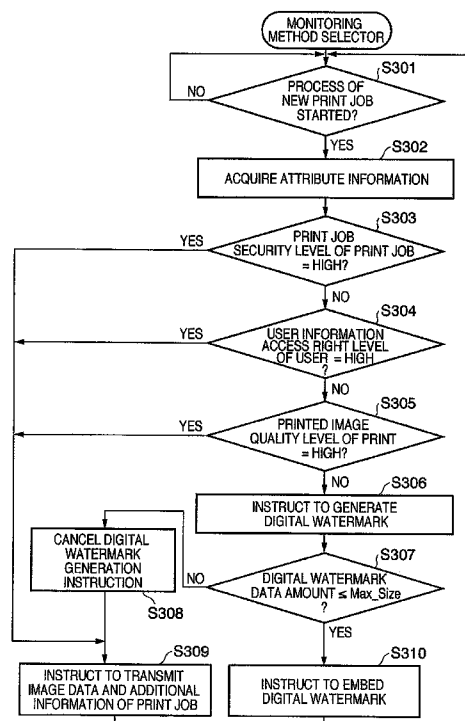 MONITORING
METHOD SELECTOR
S301
PROCESS OF
NEW PRINT JOB
STARTED?
NO
YES
S302
ACQUIRE ATTRIBUTE INFORMATION
S303
PRINT JOB
SECURITY LEVEL OF PRINT JOB
= HIGH?
YES
NO
S304
USER INFORMATION
ACCESS RIGHT LEVEL
OF USER = HIGH
?
YES
NO
S305
PRINTED IMAGE
QUALITY LEVEL OF PRINT
= HIGH?
YES
NO
S306
INSTRUCT TO GENERATE
DIGITAL WATERMARK
S307
DIGITAL WATERMARK
DATA AMOUNT ≤ Max_Size
?
NO
YES
CANCEL DIGITAL
WATERMARK
GENERATION
INSTRUCTION
S308
S309
INSTRUCT TO TRANSMIT
IMAGE DATA AND ADDITIONAL
INFORMATION OF PRINT JOB
S310
INSTRUCT TO EMBED
DIGITAL WATERMARK